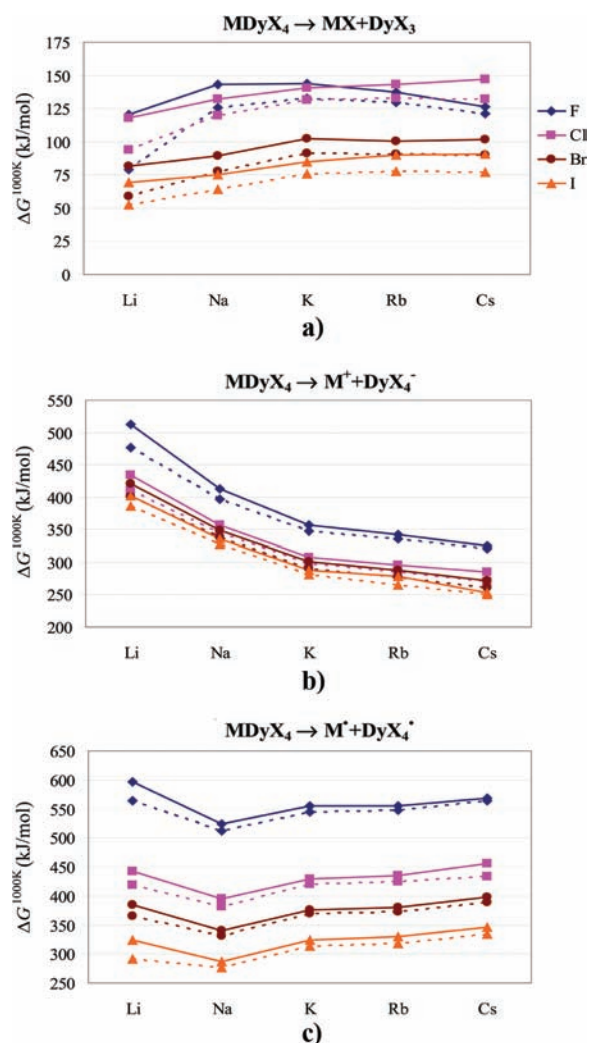 MDyX₄ → MX+DyX₃
ΔG¹⁰⁰⁰ᴷ (kJ/mol)
175
150
125
100
75
50
25
0
Li Na K Rb Cs
F
Cl
Br
I
a)
MDyX₄ → M⁺+DyX₄⁻
ΔG¹⁰⁰⁰ᴷ (kJ/mol)
550
500
450
400
350
300
250
200
Li Na K Rb Cs
b)
MDyX₄ → M•+DyX₄•
ΔG¹⁰⁰⁰ᴷ (kJ/mol)
650
600
550
500
450
400
350
300
250
Li Na K Rb Cs
c)